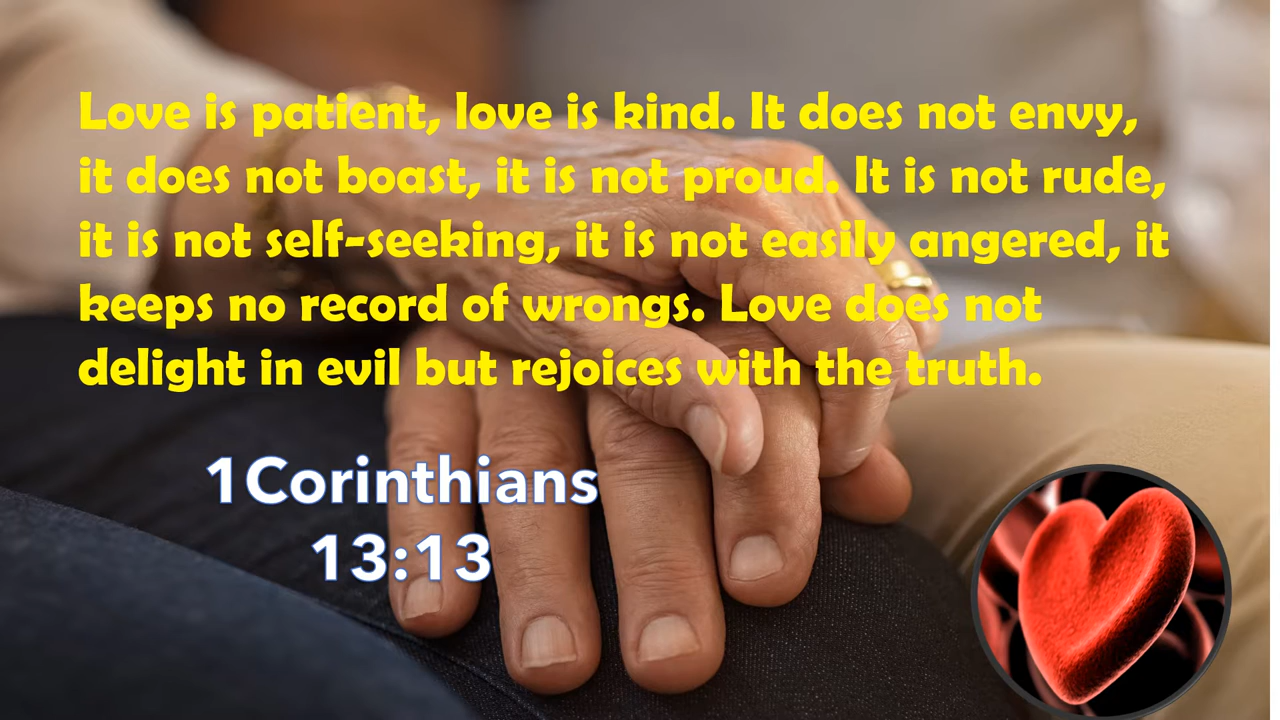 Love is patient, love is kind. It does not envy,
it does not boast, it is not proud. It is not rude,
it is not self-seeking, it is not easily angered, it
keeps no record of wrongs. Love does not
delight in evil but rejoices with the truth.
1Corinthians
13:13